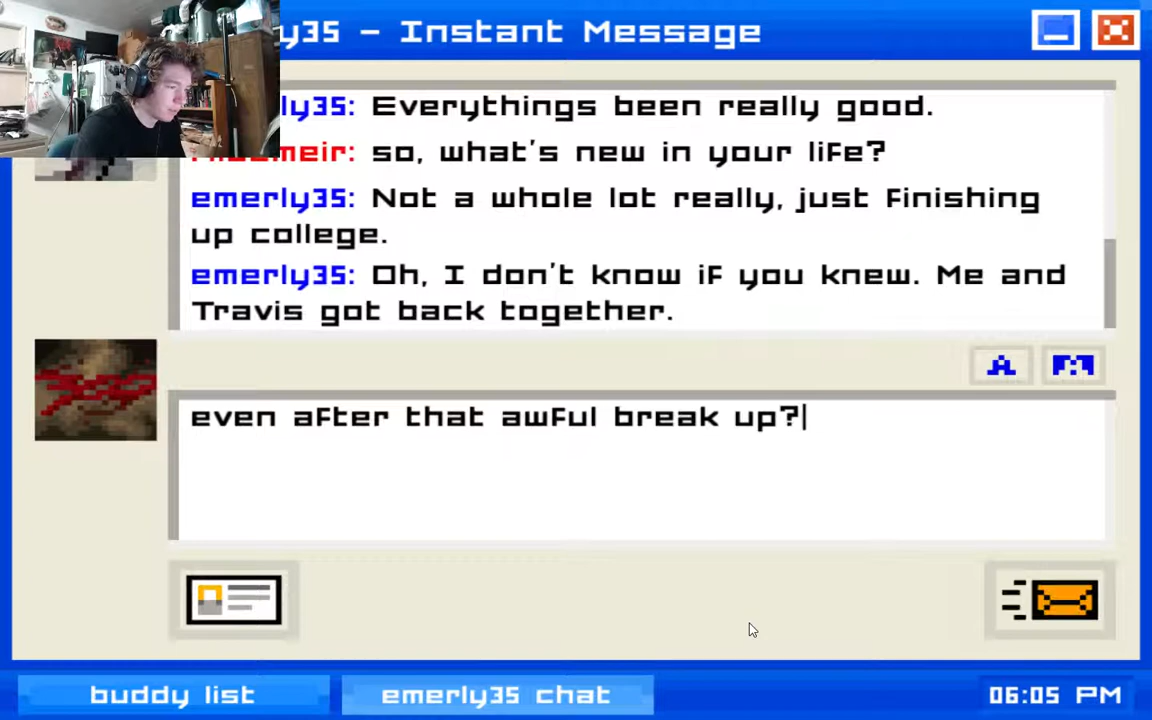 y35 - Instant Message
ly35: Everythings been really good.
meir: so, what's new in your life?
emerly35: Not a whole lot really, just finishing
up college.
emerly35: Oh, I don't know if you knew. Me and
Travis got back together.
A
even after that awful break up?
buddy list
emerly35 chat
06:05 PM